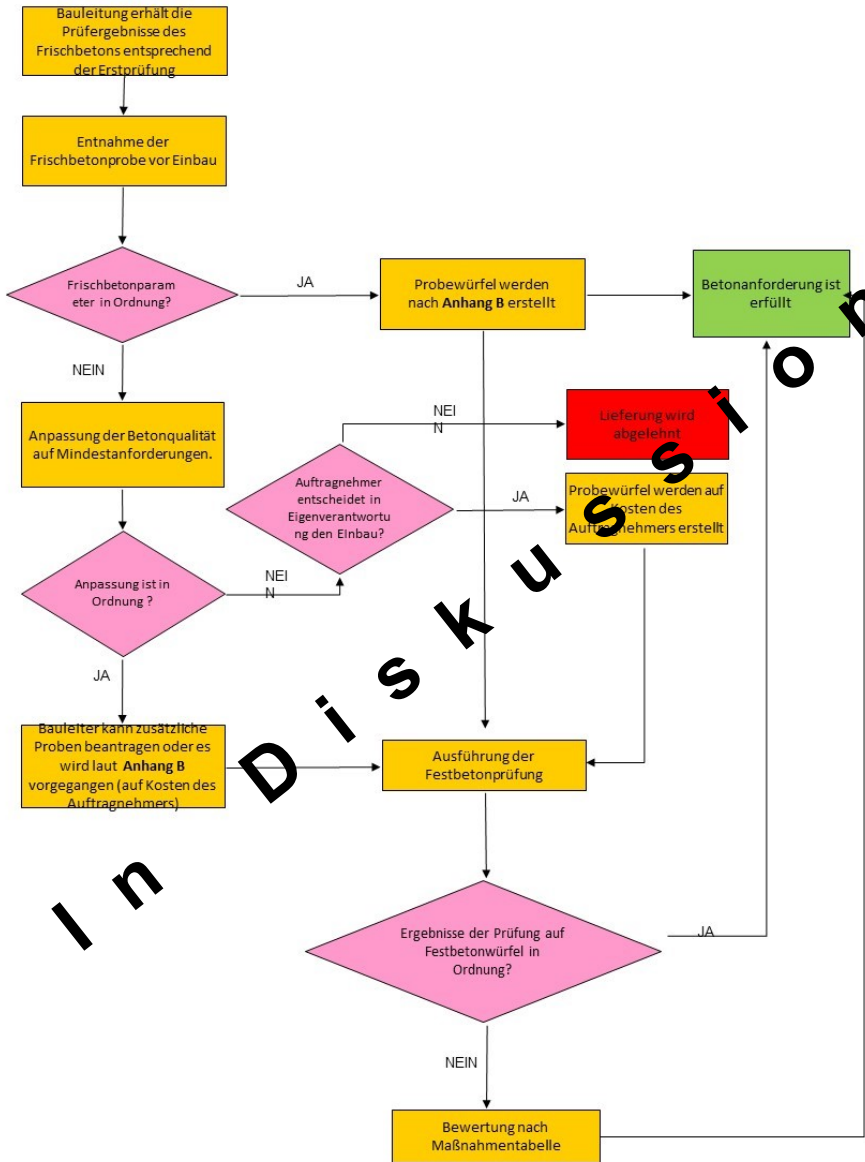 Bauleitung erhält die
Prüfergebnisse des
Frischbetons entsprechend
der Erstprüfung
Entnahme der
Frischbetonprobe vor Einbau
Frischbetonparam
eter in Ordnung?
JA
Probewürfel werden
nach Anhang B erstellt
Betonanforderung ist
erfüllt
NEIN
Anpassung der Betonqualität
auf Mindestanforderungen.
NEI
N
Lieferung wird
abgelehnt
Auftragnehmer
entscheidet in
Eigenverantwortu
ng den EInbau?
JA
Probewürfel werden auf
Kosten des
Auftragnehmers erstellt
Anpassung ist in
Ordnung ?
NEI
N
JA
Bauleiter kann zusätzliche
Proben beantragen oder es
wird laut Anhang B
vorgegangen (auf Kosten des
Auftragnehmers)
Ausführung der
Festbetonprüfung
Ergebnisse der Prüfung auf
Festbetonwürfel in
Ordnung?
JA
NEIN
Bewertung nach
Maßnahmentabelle
In Diskussion